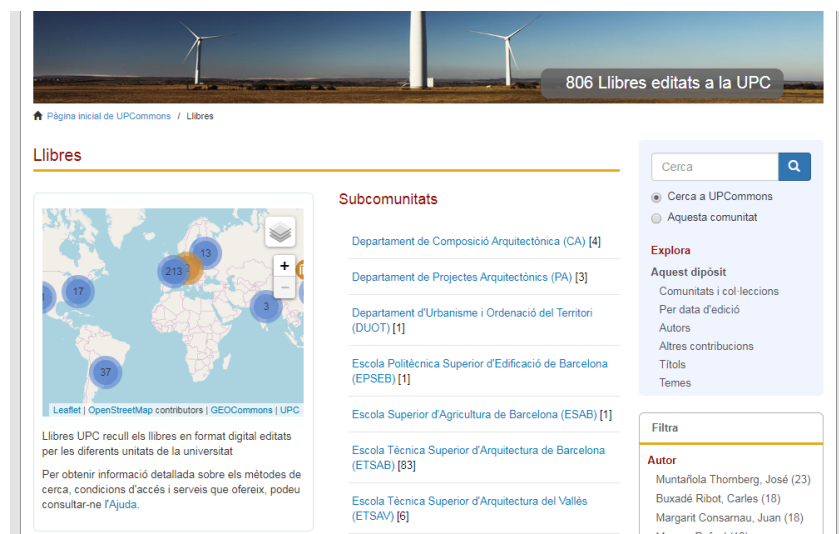 806 Llibres editats a la UPC
Pàgina inicial de UPCommons / Llibres
Llibres
213
13
17
3
37
+
−
Leaflet | OpenStreetMap contributors | GEOCommons | UPC
Llibres UPC recull els llibres en format digital editats
per les diferents unitats de la universitat
Per obtenir informació detallada sobre els mètodes de
cerca, condicions d'accés i serveis que ofereix, podeu
consultar-ne l'Ajuda.
Subcomunitats
Departament de Composició Arquitectònica (CA) [4]
Departament de Projectes Arquitectònics (PA) [3]
Departament d'Urbanisme i Ordenació del Territori
(DUOT) [1]
Escola Politècnica Superior d'Edificació de Barcelona
(EPSEB) [1]
Escola Superior d'Agricultura de Barcelona (ESAB) [1]
Escola Tècnica Superior d'Arquitectura de Barcelona
(ETSAB) [83]
Escola Tècnica Superior d'Arquitectura del Vallès
(ETSAV) [6]
Cerca
Cerca a UPCommons
Aquesta comunitat
Explora
Aquest dipòsit
Comunitats i col·leccions
Per data d'edició
Autors
Altres contribucions
Títols
Temes
Filtra
Autor
Muntañola Thornberg, José (23)
Buxadé Ribot, Carles (18)
Margarit Consarnau, Juan (18)